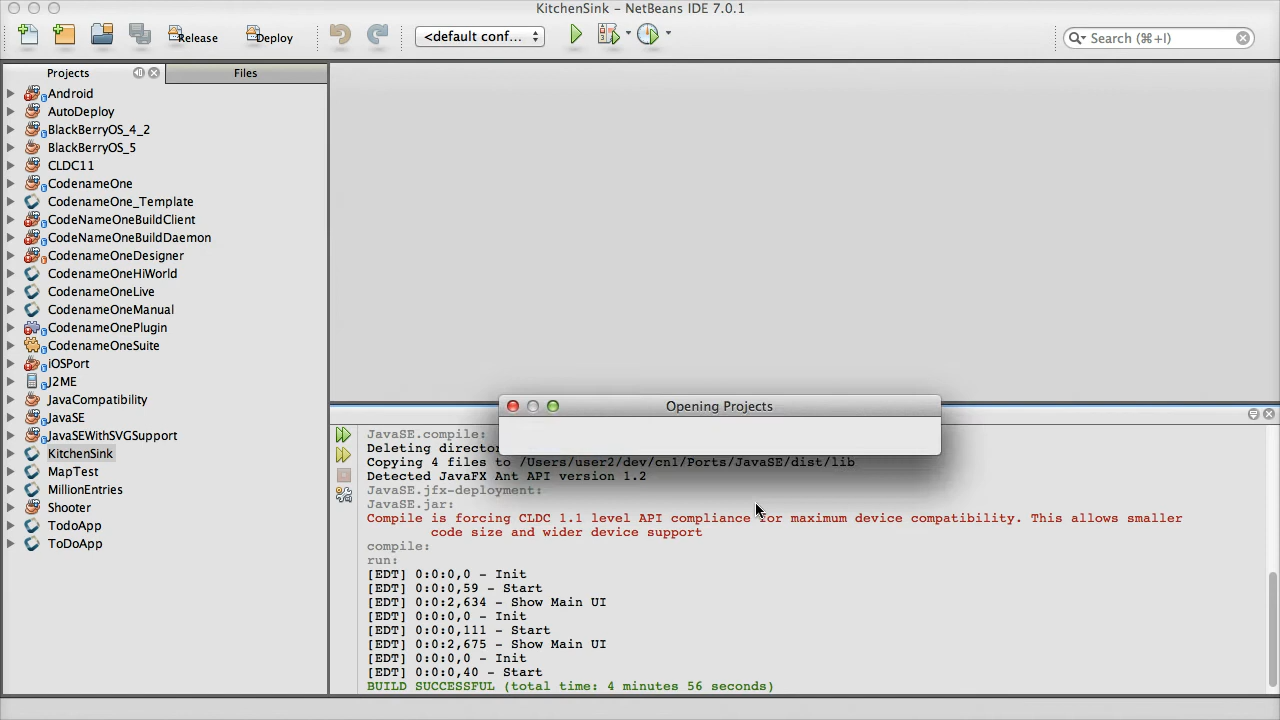 KitchenSink – NetBeans IDE 7.0.1
Release
Deploy
<default conf...
Search (⌘+I)
Projects
Files
Android
AutoDeploy
BlackBerryOS_4_2
BlackBerryOS_5
CLDC11
CodenameOne
CodenameOne_Template
CodeNameOneBuildClient
CodeNameOneBuildDaemon
CodenameOneDesigner
CodenameOneHiWorld
CodenameOneLive
CodenameOneManual
CodenameOnePlugin
CodenameOneSuite
iOSPort
J2ME
JavaCompatibility
JavaSE
JavaSEWithSVGSupport
KitchenSink
MapTest
MillionEntries
Shooter
TodoApp
ToDoApp
Opening Projects
JavaSE.compile:
Deleting director
Copying 4 files to /Users/user2/dev/cn1/Ports/JavaSE/dist/lib
Detected JavaFX Ant API version 1.2
JavaSE.jfx-deployment:
JavaSE.jar:
Compile is forcing CLDC 1.1 level API compliance for maximum device compatibility. This allows smaller
code size and wider device support
compile:
run:
[EDT] 0:0:0,0 - Init
[EDT] 0:0:0,59 - Start
[EDT] 0:0:2,634 - Show Main UI
[EDT] 0:0:0,0 - Init
[EDT] 0:0:0,111 - Start
[EDT] 0:0:2,675 - Show Main UI
[EDT] 0:0:0,0 - Init
[EDT] 0:0:0,40 - Start
BUILD SUCCESSFUL (total time: 4 minutes 56 seconds)